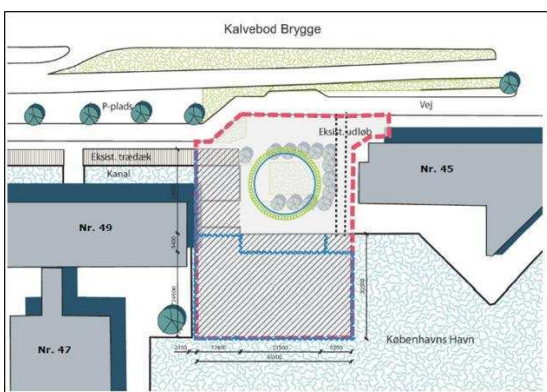 Kalvebod Brygge
P-plads
Vej
Eksist. udløb
Eksist. trædæk
Kanal
Nr. 45
Nr. 49
Nr. 47
Københavns Havn